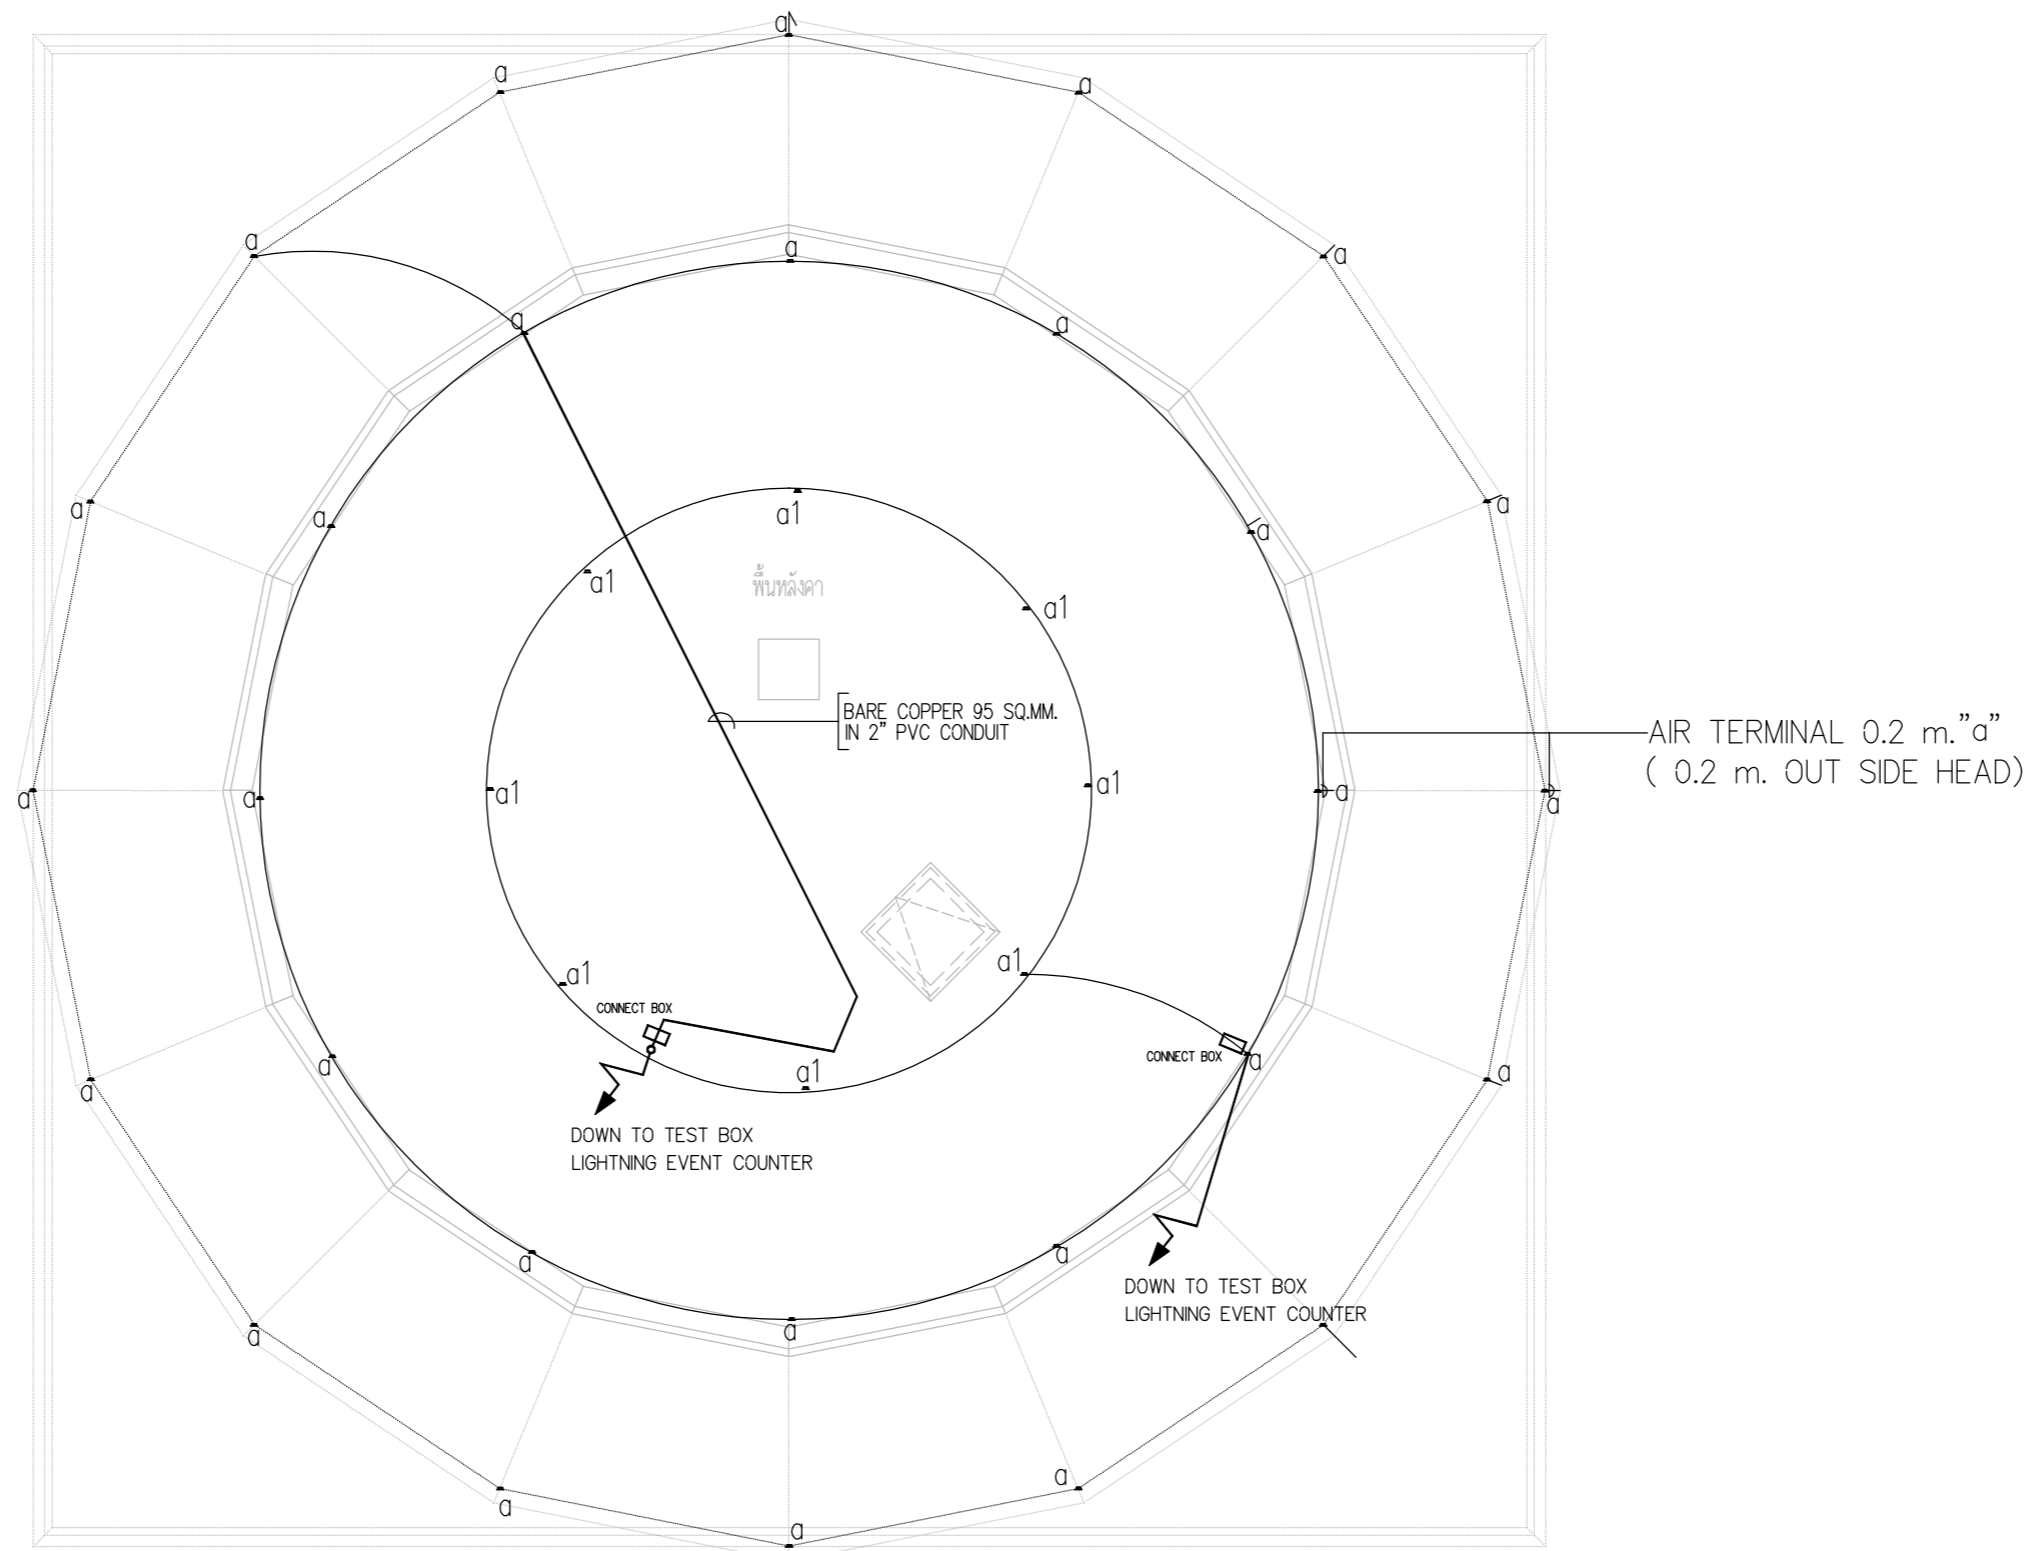 a
a
a
a
a
a
a
a
a
a
a
a
a1
พื้นหลังคา
a1
a1
BARE COPPER 95 SQ.MM.
IN 2" PVC CONDUIT
AIR TERMINAL 0.2 m."a"
( 0.2 m. OUT SIDE HEAD)
a
a
a1
a1
a
a
a1
a1
CONNECT BOX
CONNECT BOX
a
a
a
a
a1
DOWN TO TEST BOX
LIGHTNING EVENT COUNTER
a
a
DOWN TO TEST BOX
LIGHTNING EVENT COUNTER
a
a
a
a
a